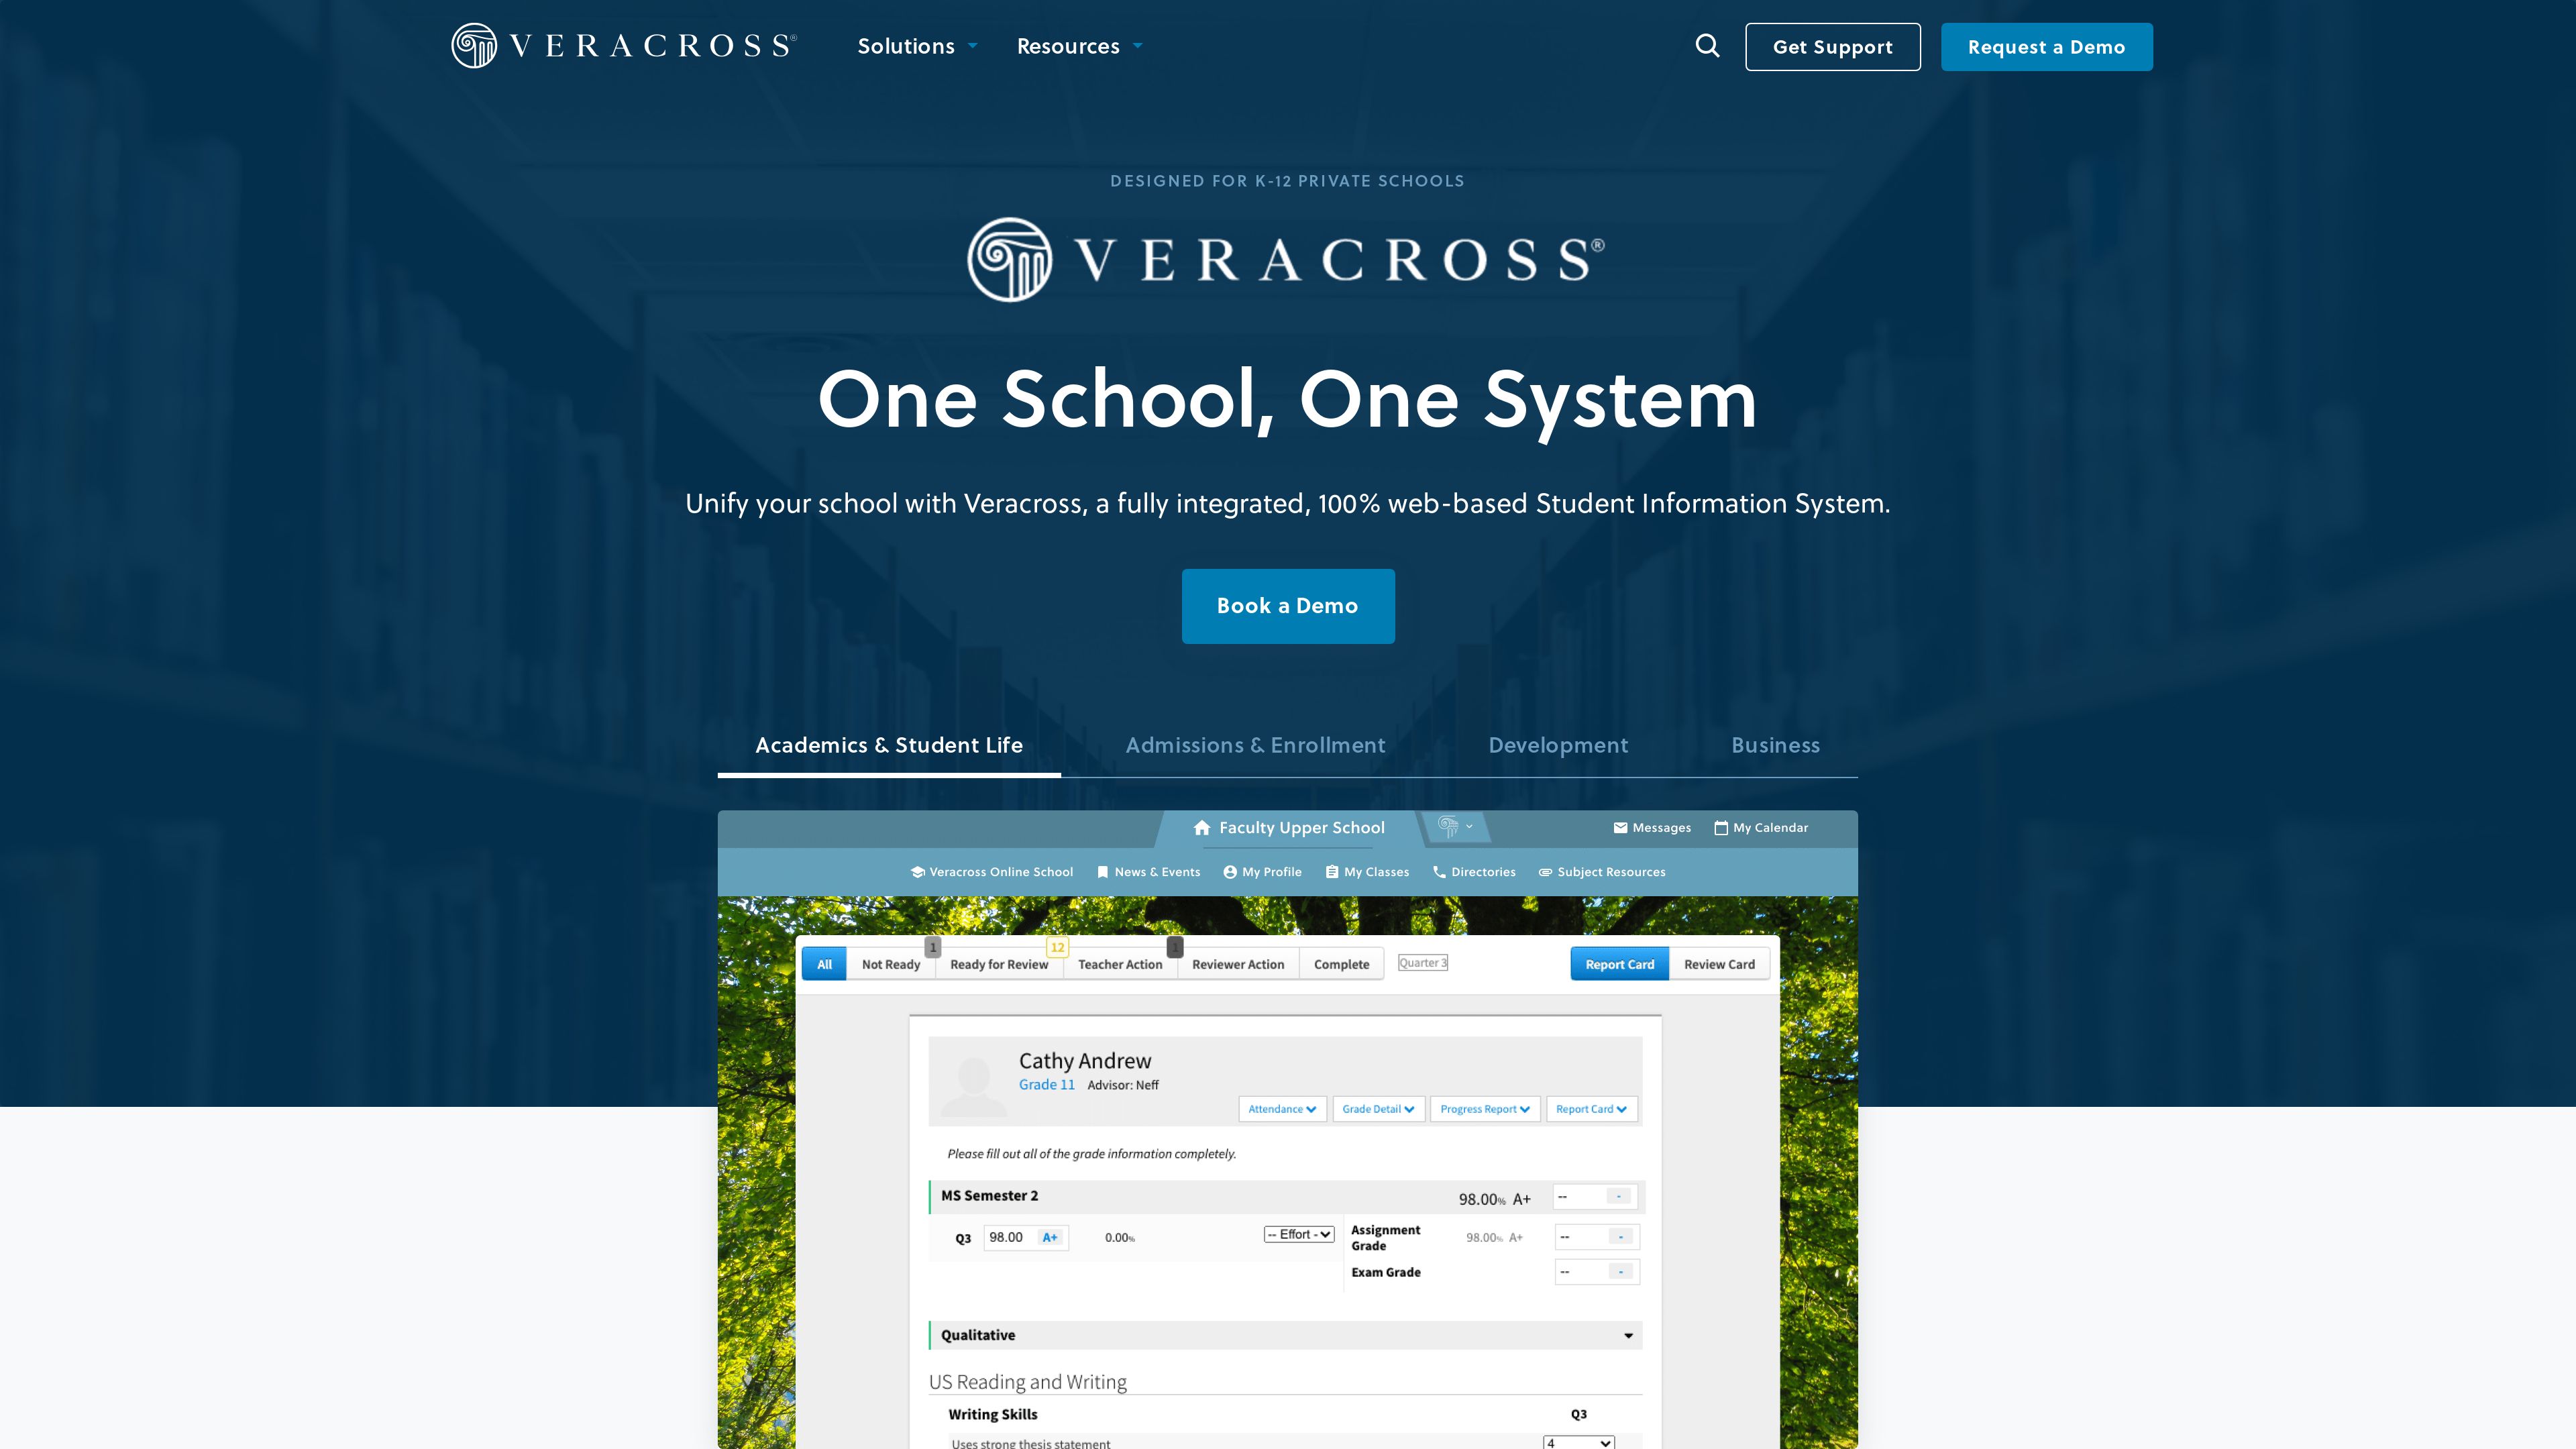 VERACROSS®
Solutions
Resources
Get Support
Request a Demo
DESIGNED FOR K-12 PRIVATE SCHOOLS
VERACROSS®
One School, One System
Unify your school with Veracross, a fully integrated, 100% web-based Student Information System.
Book a Demo
Academics & Student Life
Admissions & Enrollment
Development
Business
Faculty Upper School
Messages
My Calendar
Veracross Online School
News & Events
My Profile
My Classes
Directories
Subject Resources
All
Not Ready
1
Ready for Review
12
Teacher Action
1
Reviewer Action
Complete
Quarter 3
Report Card
Review Card
Cathy Andrew
Grade 11 Advisor: Neff
Attendance
Grade Detail
Progress Report
Report Card
Please fill out all of the grade information completely.
MS Semester 2
98.00% A+
-- -
Q3 98.00 A+ 0.00%
-- Effort -
Assignment
Grade
98.00% A+
-- -
Exam Grade
-- -
Qualitative
US Reading and Writing
Writing Skills
Q3
Uses strong thesis statement
4